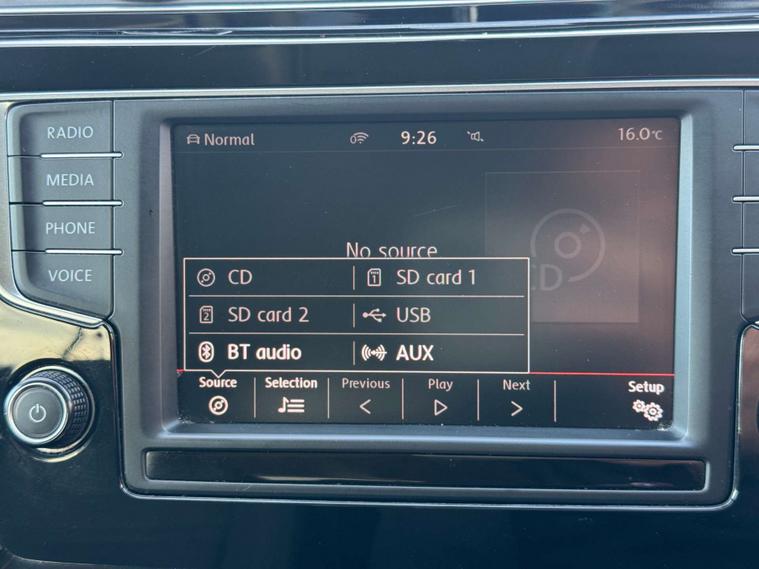 RADIO
MEDIA
PHONE
VOICE
Normal 9:26 16.0°C
No source
CD
CD SD card 1
SD card 2 USB
BT audio AUX
Source Selection Previous Play Next Setup